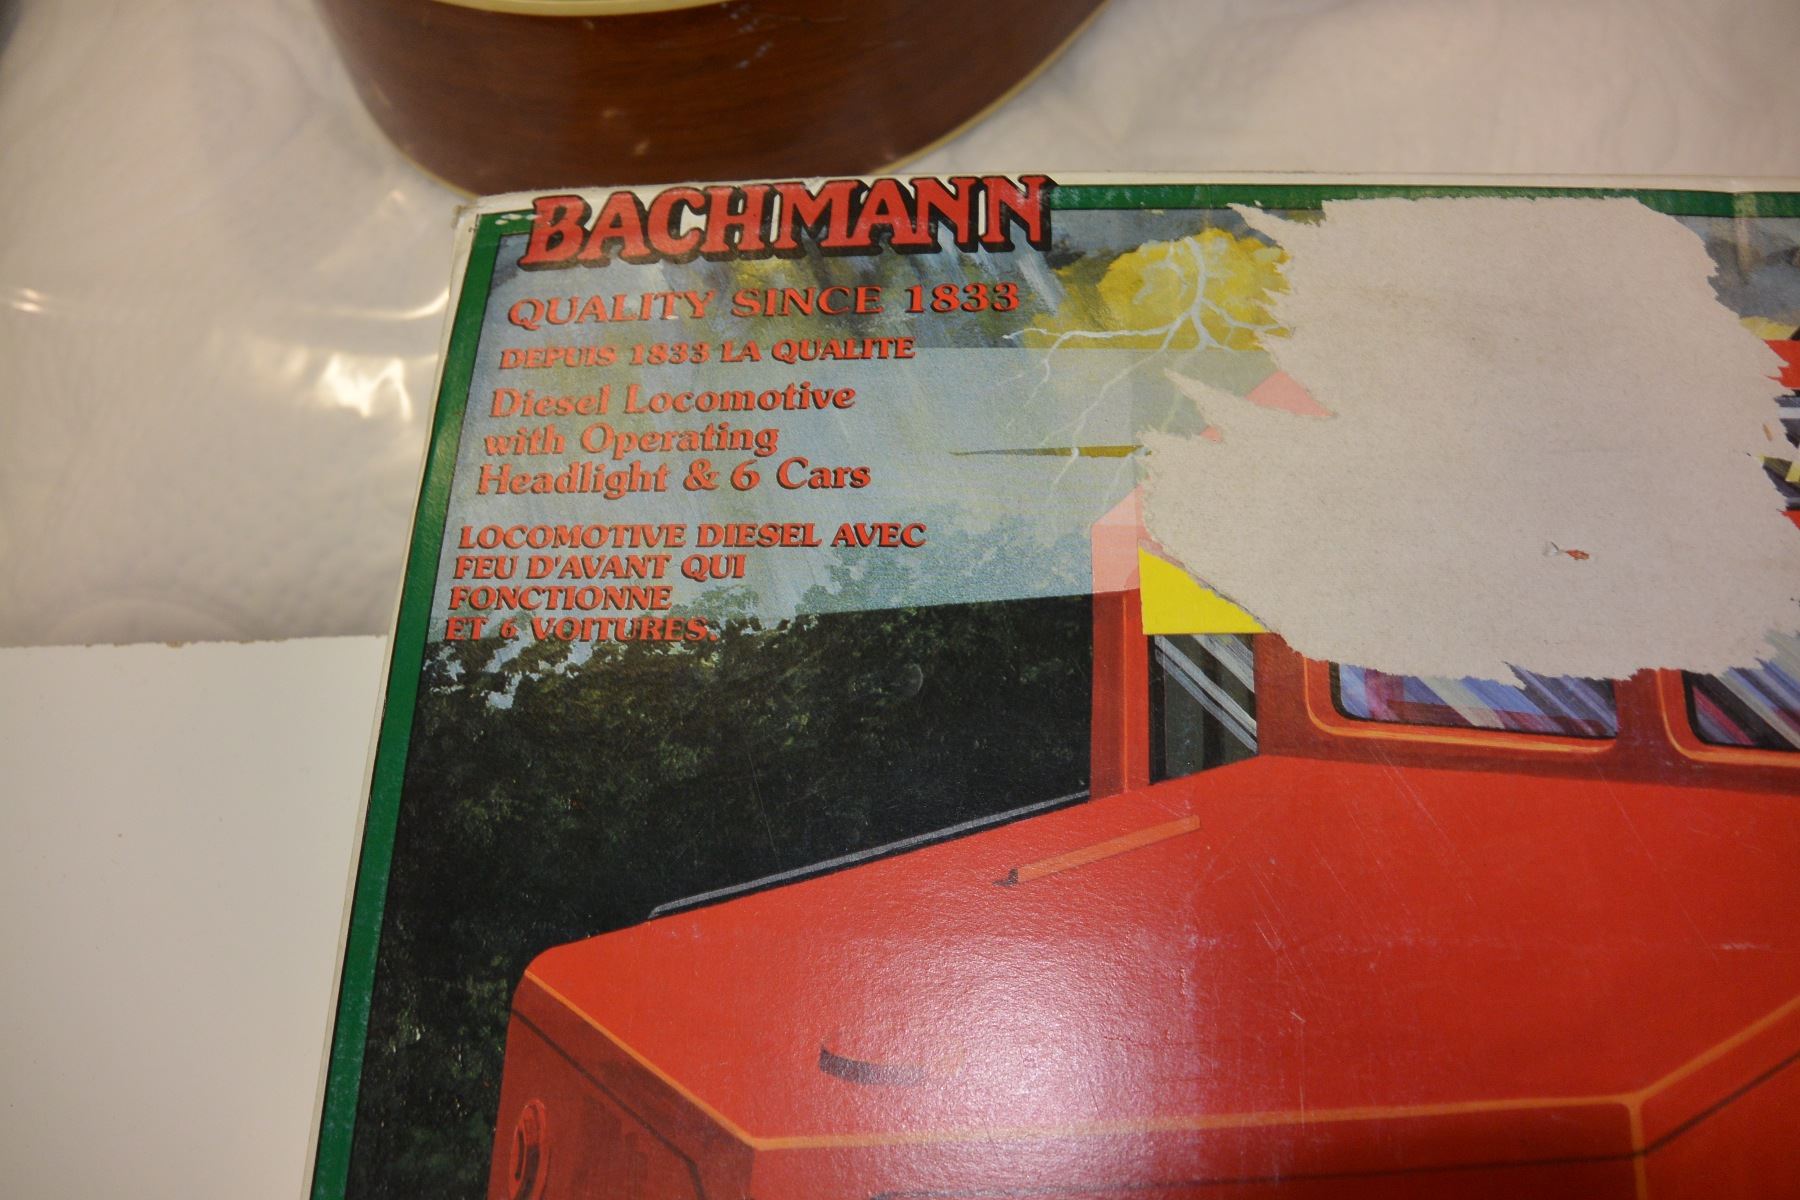 BACHMANN
QUALITY SINCE 1833
DEPUIS 1833 LA QUALITE
Diesel Locomotive
with Operating
Headlight & 6 Cars
LOCOMOTIVE DIESEL AVEC
FEU D'AVANT QUI
FONCTIONNE
ET 6 VOITURES.